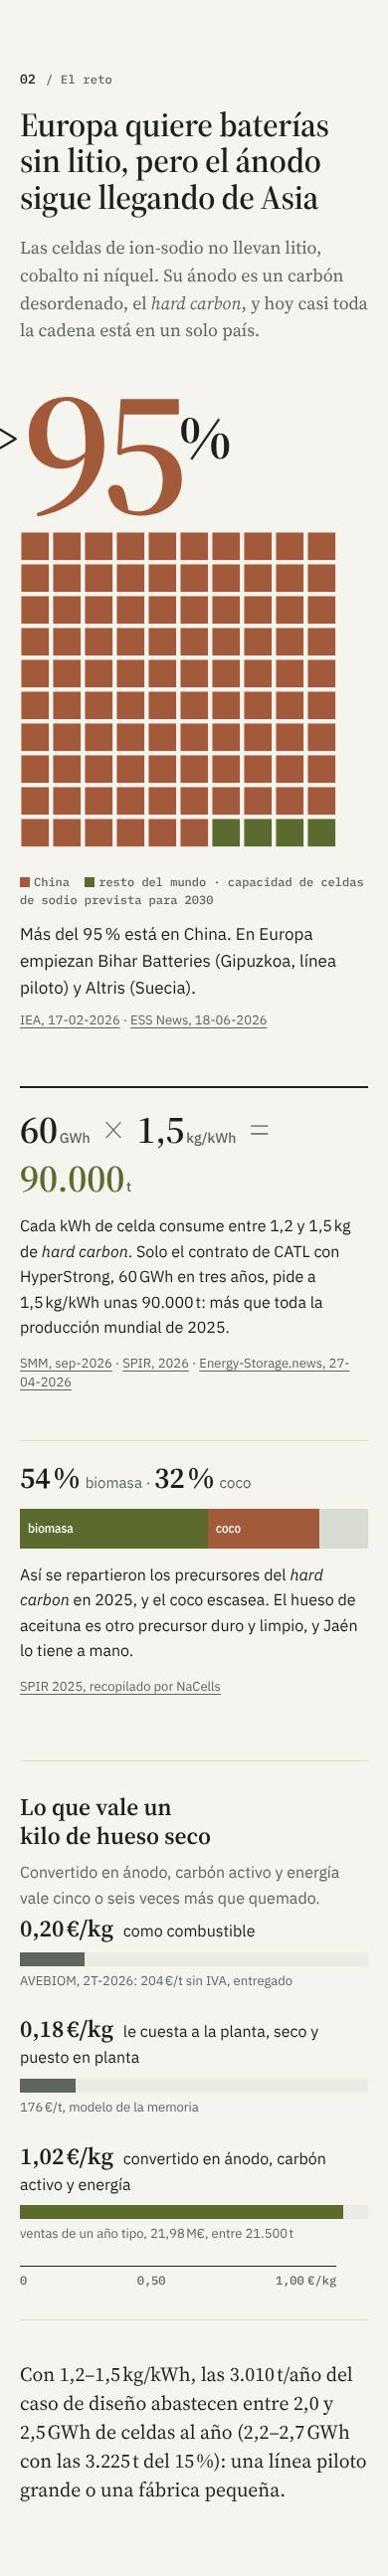 02 / El reto
Europa quiere baterías
sin litio, pero el ánodo
sigue llegando de Asia
Las celdas de ion-sodio no llevan litio,
cobalto ni níquel. Su ánodo es un carbón
desordenado, el hard carbon, y hoy casi toda
la cadena está en un solo país.
>95%
China resto del mundo · capacidad de celdas
de sodio prevista para 2030
Más del 95 % está en China. En Europa
empiezan Bihar Batteries (Gipuzkoa, línea
piloto) y Altris (Suecia).
IEA, 17-02-2026 · ESS News, 18-06-2026
60 GWh × 1,5 kg/kWh =
90.000 t
Cada kWh de celda consume entre 1,2 y 1,5 kg
de hard carbon. Solo el contrato de CATL con
HyperStrong, 60 GWh en tres años, pide a
1,5 kg/kWh unas 90.000 t: más que toda la
producción mundial de 2025.
SMM, sep-2026 · SPIR, 2026 · Energy-Storage.news, 27-
04-2026
54 % biomasa · 32 % coco
biomasa coco
Así se repartieron los precursores del hard
carbon en 2025, y el coco escasea. El hueso de
aceituna es otro precursor duro y limpio, y Jaén
lo tiene a mano.
SPIR 2025, recopilado por NaCells
Lo que vale un
kilo de hueso seco
Convertido en ánodo, carbón activo y energía
vale cinco o seis veces más que quemado.
0,20 €/kg como combustible
AVEBIOM, 2T-2026: 204 €/t sin IVA, entregado
0,18 €/kg le cuesta a la planta, seco y
puesto en planta
176 €/t, modelo de la memoria
1,02 €/kg convertido en ánodo, carbón
activo y energía
ventas de un año tipo, 21,98 M€, entre 21.500 t
0 0,50 1,00 €/kg
Con 1,2–1,5 kg/kWh, las 3.010 t/año del
caso de diseño abastecen entre 2,0 y
2,5 GWh de celdas al año (2,2–2,7 GWh
con las 3.225 t del 15 %): una línea piloto
grande o una fábrica pequeña.